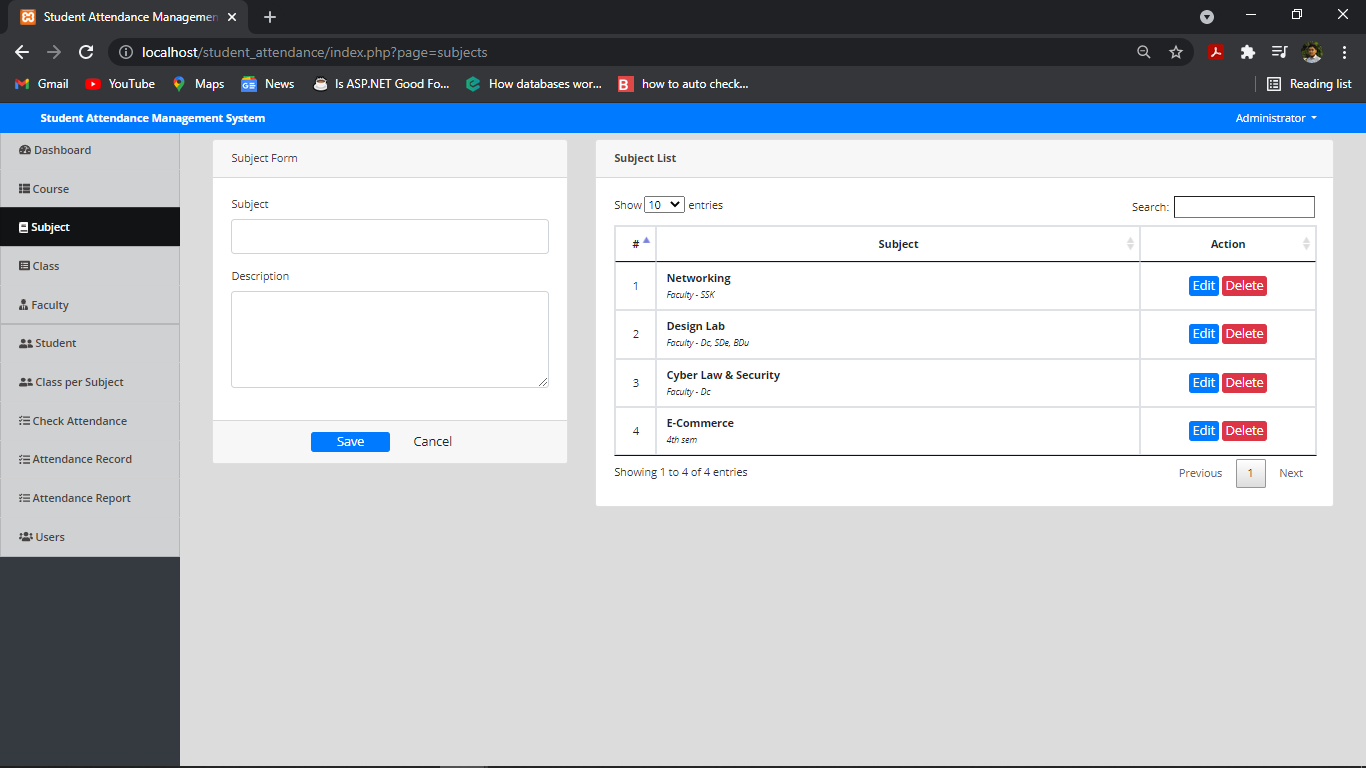 Student Attendance Managemen
localhost/student_attendance/index.php?page=subjects
Gmail YouTube Maps News Is ASP.NET Good Fo... How databases wor... how to auto check... Reading list
Student Attendance Management System Administrator
Dashboard
Course
Subject
Class
Faculty
Student
Class per Subject
Check Attendance
Attendance Record
Attendance Report
Users
Subject Form
Subject
Description
Save Cancel
Subject List
Show 10 entries Search:
# Subject Action
1 Networking Edit Delete
Faculty - SSK
2 Design Lab Edit Delete
Faculty - Dc, SDe, BDu
3 Cyber Law & Security Edit Delete
Faculty - Dc
4 E-Commerce Edit Delete
4th sem
Showing 1 to 4 of 4 entries Previous 1 Next